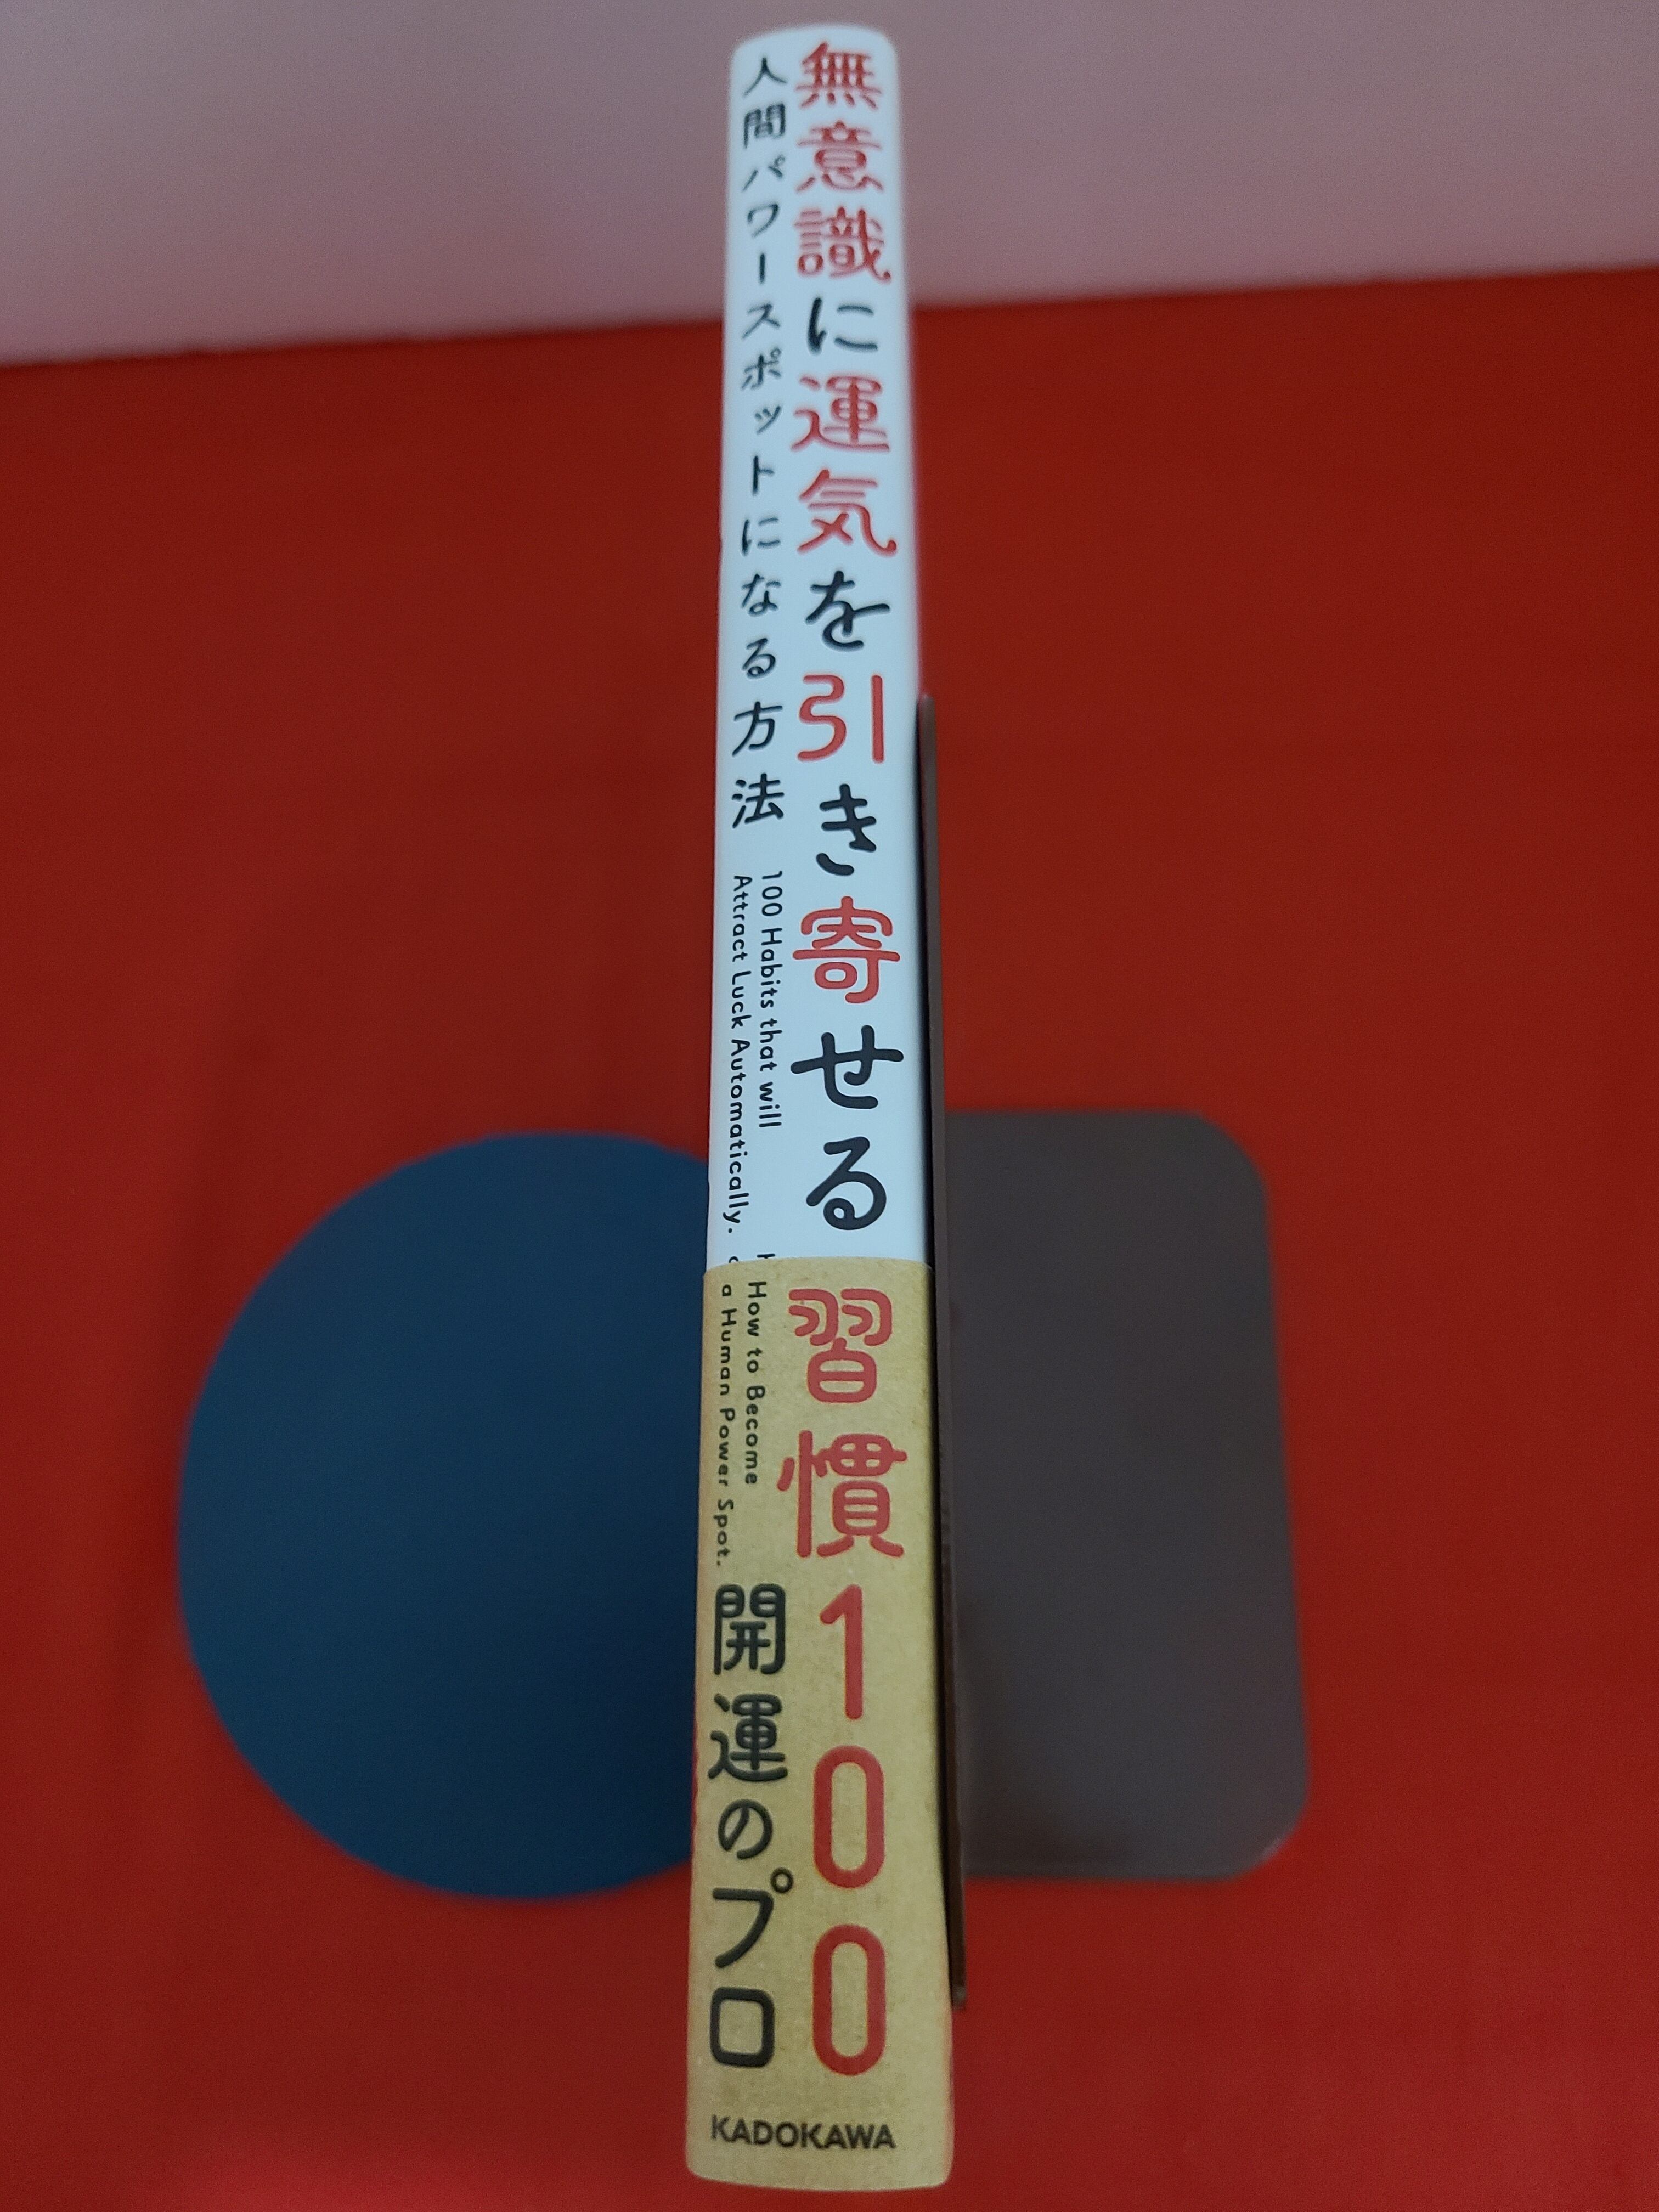 無意識に運気を引き寄せる習慣100
人間パワースポットになる方法
100 Habits that will
Attract Luck Automatically.
How to Become
a Human Power Spot.
開運のプロ
KADOKAWA